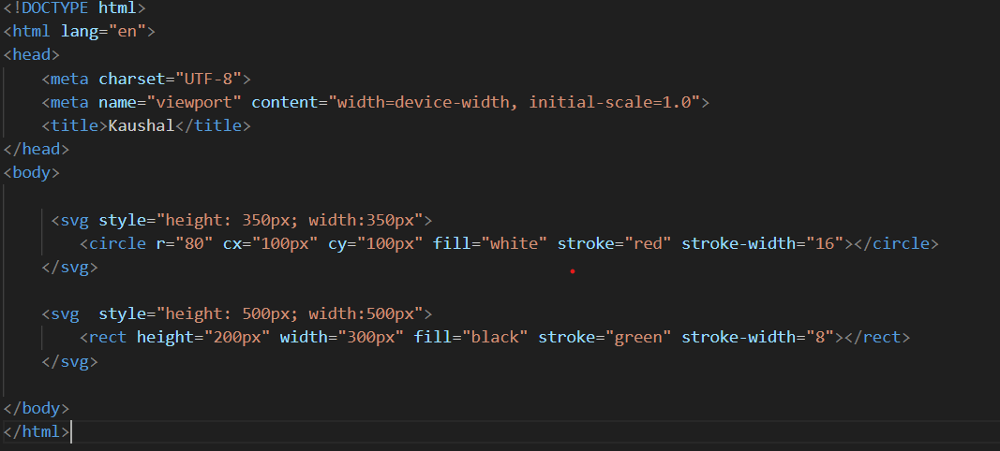 <!DOCTYPE html>
<html lang="en">
<head>
    <meta charset="UTF-8">
    <meta name="viewport" content="width=device-width, initial-scale=1.0">
    <title>Kaushal</title>
</head>
<body>

     <svg style="height: 350px; width:350px">
        <circle r="80" cx="100px" cy="100px" fill="white" stroke="red" stroke-width="16"></circle>
    </svg>

    <svg  style="height: 500px; width:500px">
        <rect height="200px" width="300px" fill="black" stroke="green" stroke-width="8"></rect>
    </svg>

</body>
</html>